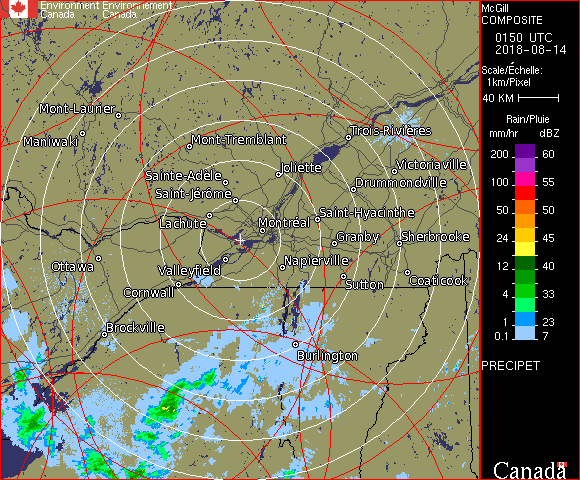 Environment Environnement
Canada Canada
McGill
COMPOSITE
0150 UTC
2018-08-14
Scale/Échelle:
1km/Pixel
40 KM
Rain/Pluie
mm/hr dBZ
200 60
150 57
100 55
50 50
24 45
12 40
4 33
1 23
0.1 7
PRECIPET
Canada
Mont-Laurier
Maniwaki
Mont-Tremblant
Trois-Rivières
Joliette
Victoriaville
Sainte-Adèle
Drummondville
Saint-Jérôme
Lachute
Saint-Hyacinthe
Montréal
Granby
Sherbrooke
Ottawa
Valleyfield
Napierville
Cornwall
Sutton
Coaticook
Brockville
Burlington